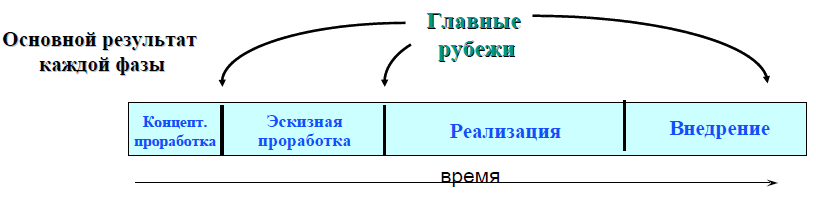 Основной результат
каждой фазы
Главные
рубежи
Концепт.
проработка
Эскизная
проработка
Реализация
Внедрение
время